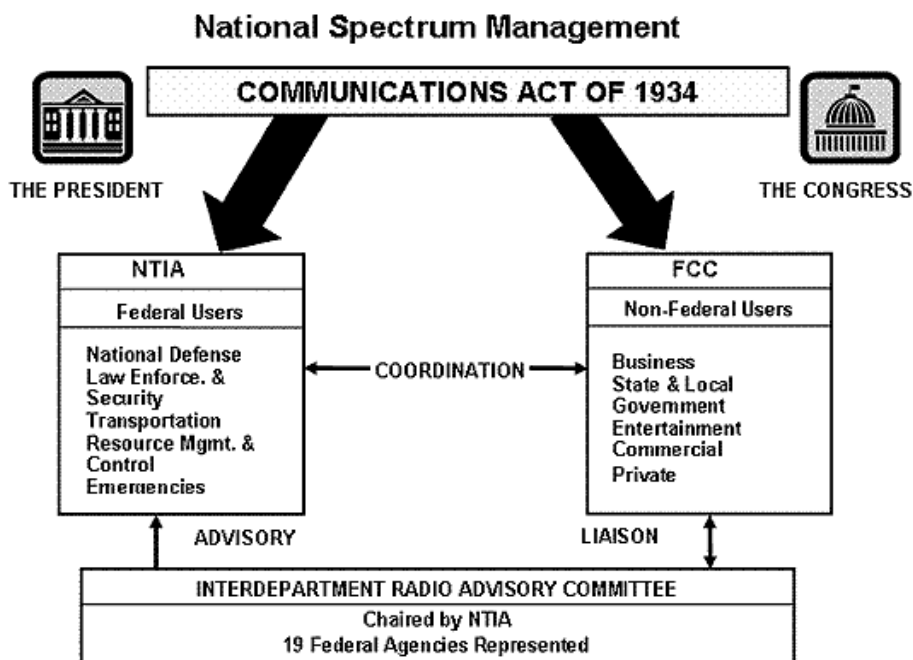 National Spectrum Management
COMMUNICATIONS ACT OF 1934
THE PRESIDENT
THE CONGRESS
NTIA
Federal Users
National Defense
Law Enforce. &
Security
Transportation
Resource Mgmt. &
Control
Emergencies
COORDINATION
FCC
Non-Federal Users
Business
State & Local
Government
Entertainment
Commercial
Private
ADVISORY
LIAISON
INTERDEPARTMENT RADIO ADVISORY COMMITTEE
Chaired by NTIA
19 Federal Agencies Represented